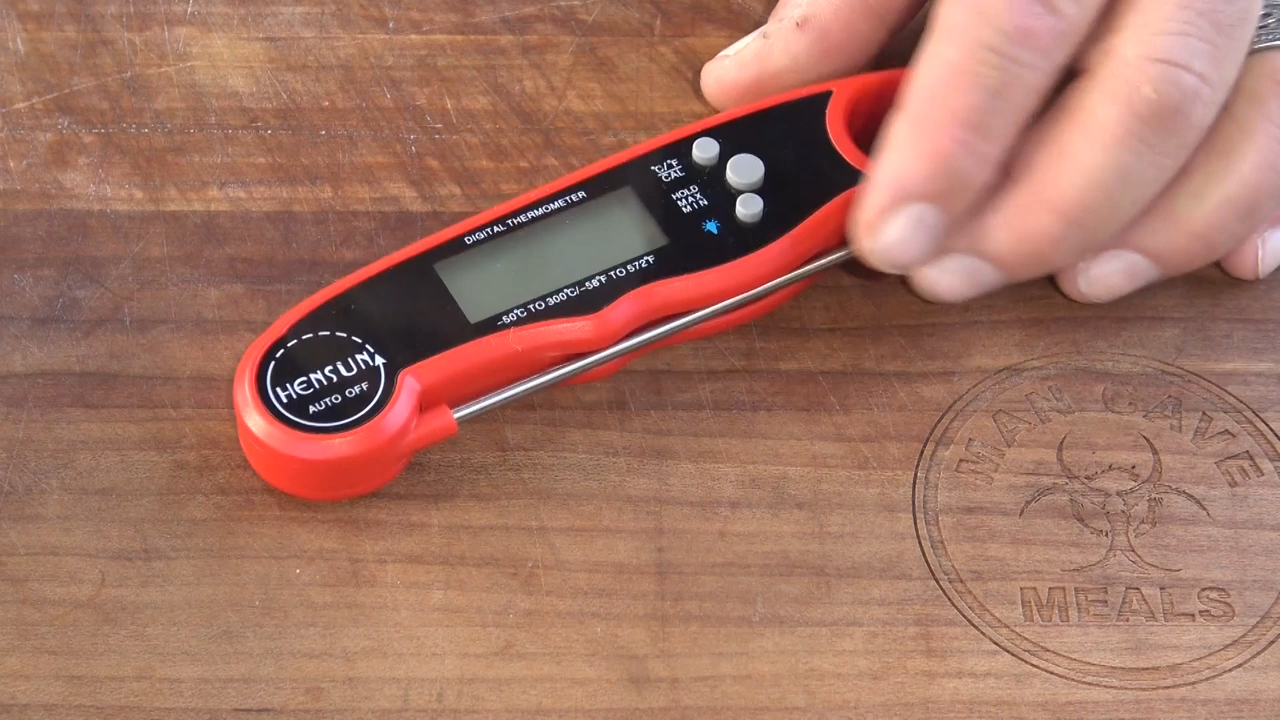 DIGITAL THERMOMETER
°C/°F
CAL
HOLD
MAX
MIN
-50°C TO 300°C/-58°F TO 572°F
HENSUN
AUTO OFF
MAN CAVE
MEALS